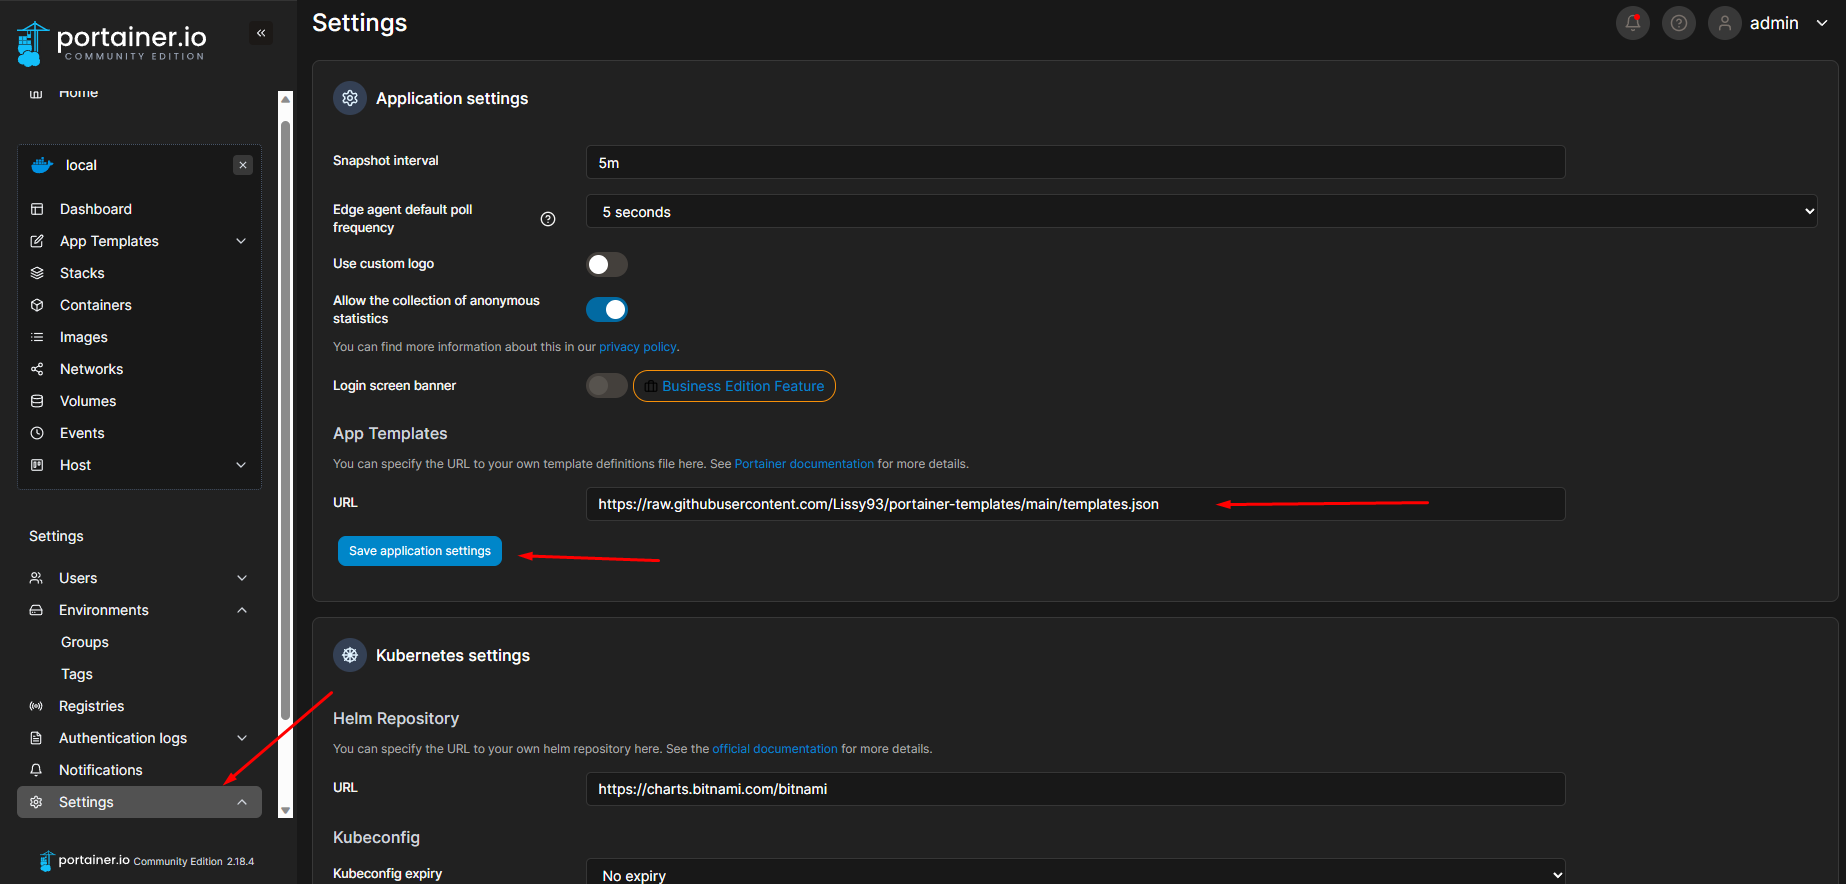 portainer.io
COMMUNITY EDITION
«
Home
local
Dashboard
App Templates
Stacks
Containers
Images
Networks
Volumes
Events
Host
Settings
Users
Environments
Groups
Tags
Registries
Authentication logs
Notifications
Settings
portainer.io Community Edition 2.18.4
Settings
admin
Application settings
Snapshot interval
5m
Edge agent default poll
frequency
5 seconds
Use custom logo
Allow the collection of anonymous
statistics
You can find more information about this in our privacy policy.
Login screen banner
Business Edition Feature
App Templates
You can specify the URL to your own template definitions file here. See Portainer documentation for more details.
URL
https://raw.githubusercontent.com/Lissy93/portainer-templates/main/templates.json
Save application settings
Kubernetes settings
Helm Repository
You can specify the URL to your own helm repository here. See the official documentation for more details.
URL
https://charts.bitnami.com/bitnami
Kubeconfig
Kubeconfig expiry
No expiry